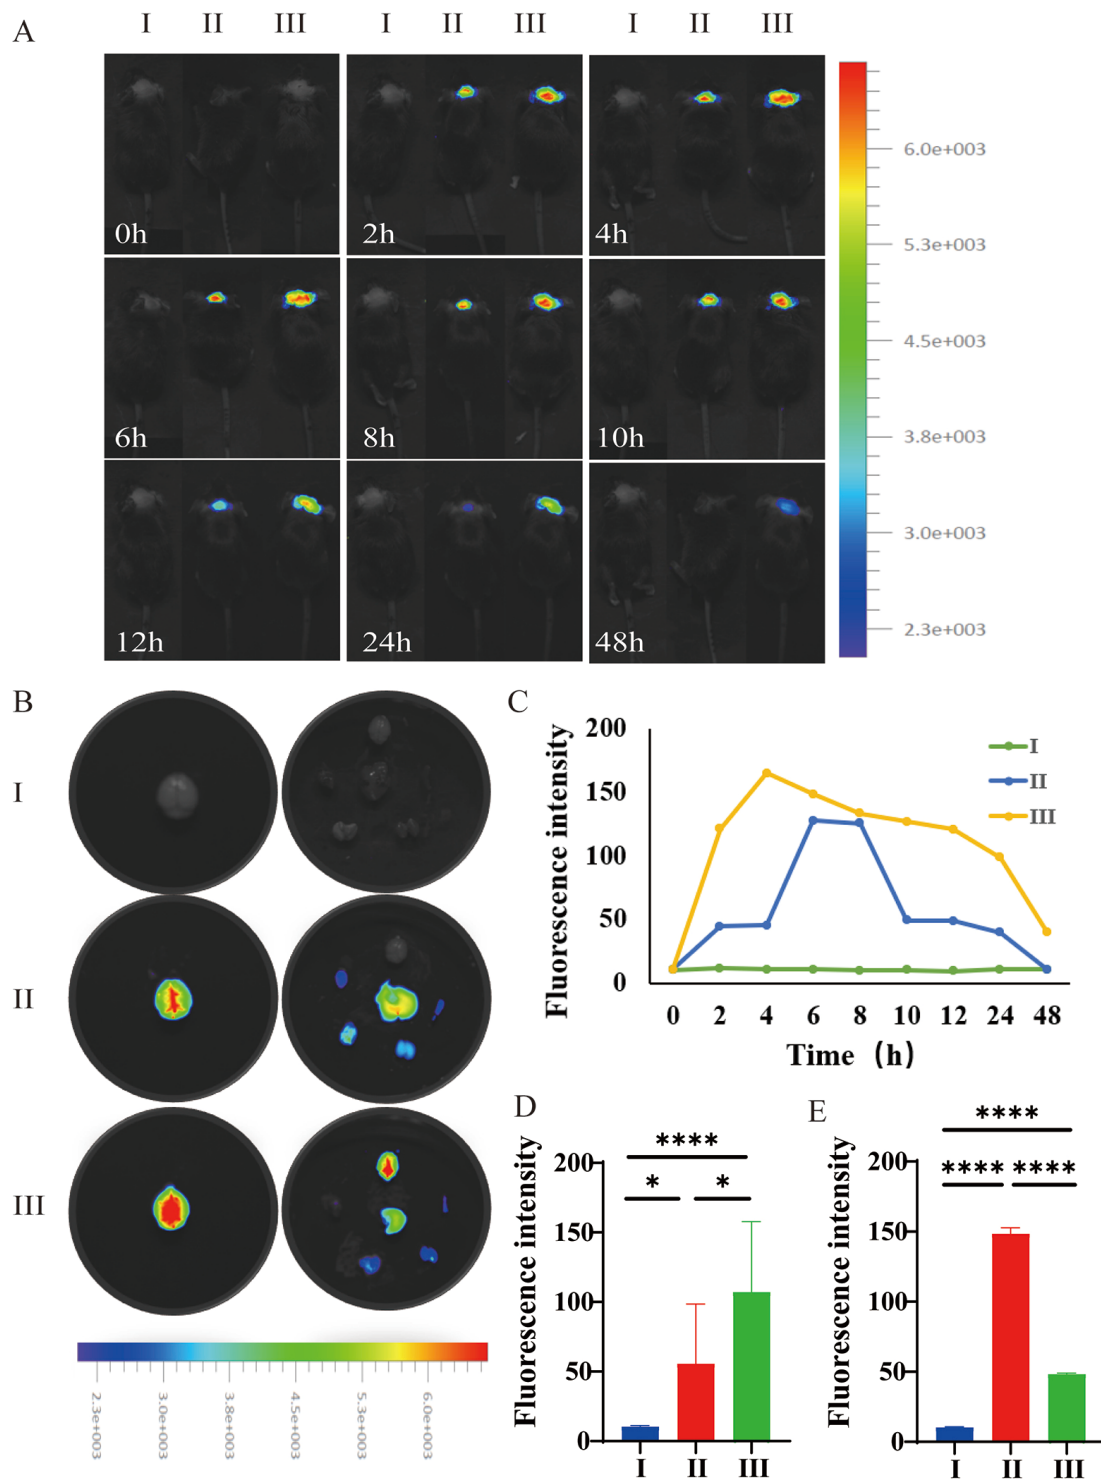 A
I II III I II III I II III
0h 2h 4h
6h 8h 10h
12h 24h 48h
6.0e+003
5.3e+003
4.5e+003
3.8e+003
3.0e+003
2.3e+003
B
I
II
III
2.3e+003 3.0e+003 3.8e+003 4.5e+003 5.3e+003 6.0e+003
C
Fluorescence intensity
200
150
100
50
0
0 2 4 6 8 10 12 24 48
Time (h)
I
II
III
D
Fluorescence intensity
200
150
100
50
0
****
* *
I II III
E
Fluorescence intensity
200
150
100
50
0
****
**** ****
I II III